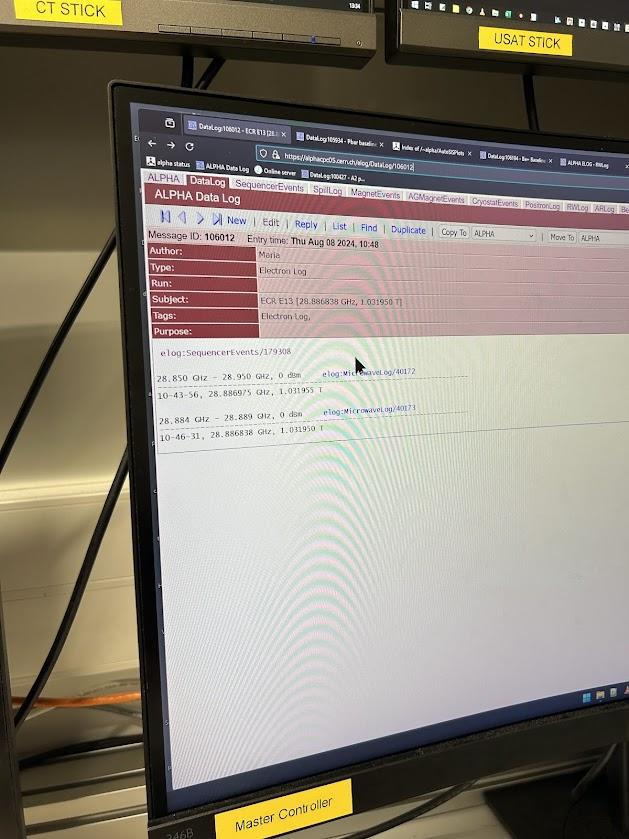 CT STICK
USAT STICK
DataLog:106012 - ECR E13 [28.8
DataLog:105934 - Pbar baseline
Index of /~alpha/AutoSISPlots
DataLog:106104 - Be+ Baseline
ALPHA ELOG - RWLog
https://alphacpc05.cern.ch/elog/DataLog/106012
alpha status ALPHA Data Log Online server DataLog:100427 - A2 p...
ALPHA DataLog SequencerEvents SpillLog MagnetEvents AGMagnetEvents CrystatEvents PositronLog RWLog ARLog Be
ALPHA Data Log
New | Edit | Reply | List | Find | Duplicate | Copy To ALPHA | Move To ALPHA
Message ID: 106012 Entry time: Thu Aug 08 2024, 10:48
Author: Maria
Type: Electron Log
Run:
Subject: ECR E13 [28.886838 GHz, 1.031950 T]
Tags: Electron Log,
Purpose:
elog:SequencerEvents/179308
28.850 GHz - 28.950 GHz, 0 dBm elog:MicrowaveLog/40172
10-43-56, 28.886975 GHz, 1.031955 T
28.884 GHz - 28.889 GHz, 0 dBm elog:MicrowaveLog/40173
10-46-31, 28.886838 GHz, 1.031950 T
246B
Master Controller